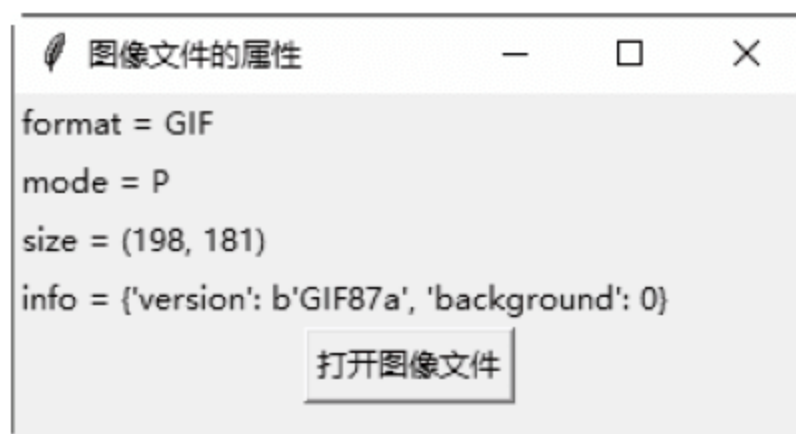 图像文件的属性
format = GIF
mode = P
size = (198, 181)
info = {'version': b'GIF87a', 'background': 0}
打开图像文件